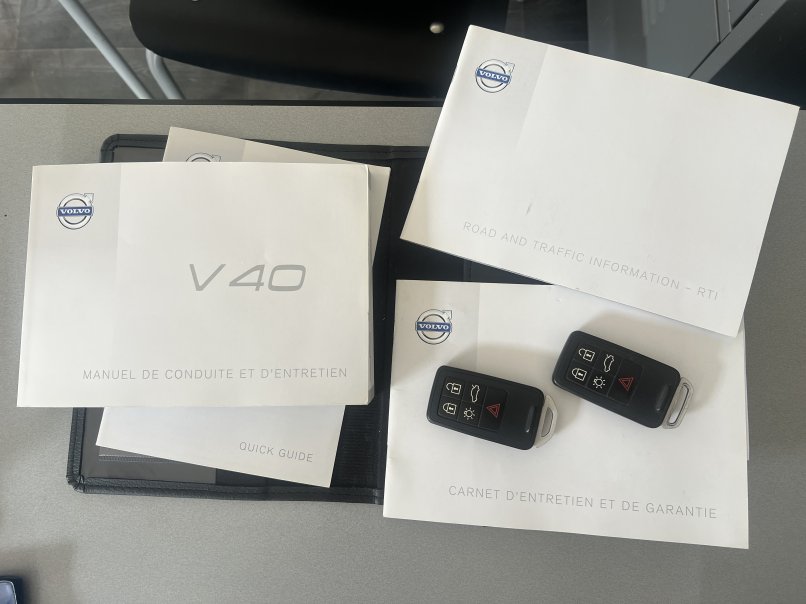 VOLVO
MANUEL DE CONDUITE ET D'ENTRETIEN
V40
QUICK GUIDE
VOLVO
CARNET D'ENTRETIEN ET DE GARANTIE
VOLVO
ROAD AND TRAFFIC INFORMATION - RTI